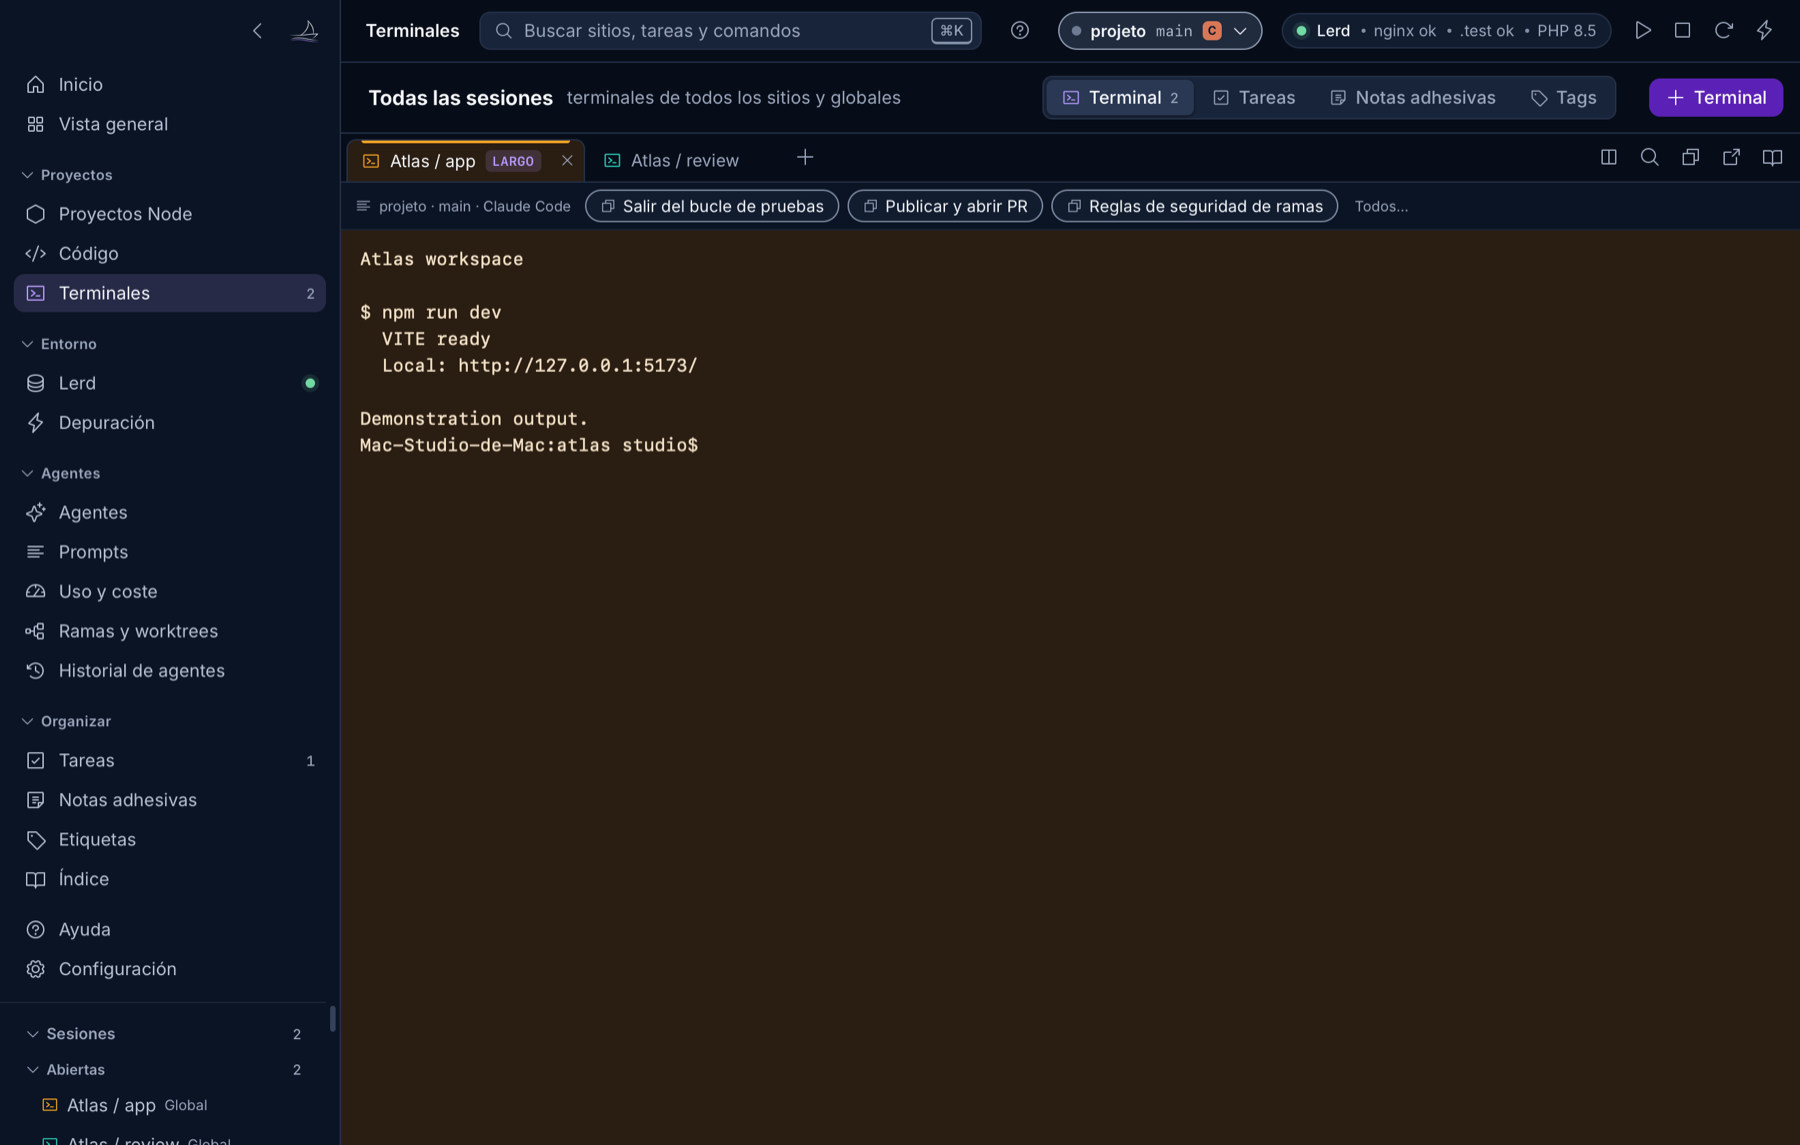 Terminales
Buscar sitios, tareas y comandos ⌘K
projeto main C
Lerd • nginx ok • .test ok • PHP 8.5
Inicio
Vista general
Proyectos
Proyectos Node
Código
Terminales 2
Entorno
Lerd
Depuración
Agentes
Agentes
Prompts
Uso y coste
Ramas y worktrees
Historial de agentes
Organizar
Tareas 1
Notas adhesivas
Etiquetas
Índice
Ayuda
Configuración
Sesiones 2
Abiertas 2
Atlas / app Global
Atlas / review Global
Todas las sesiones terminales de todos los sitios y globales
Terminal 2 Tareas Notas adhesivas Tags
+ Terminal
Atlas / app LARGO
Atlas / review
projeto · main · Claude Code
Salir del bucle de pruebas
Publicar y abrir PR
Reglas de seguridad de ramas
Todos...
Atlas workspace
$ npm run dev
VITE ready
Local: http://127.0.0.1:5173/
Demonstration output.
Mac-Studio-de-Mac:atlas studio$